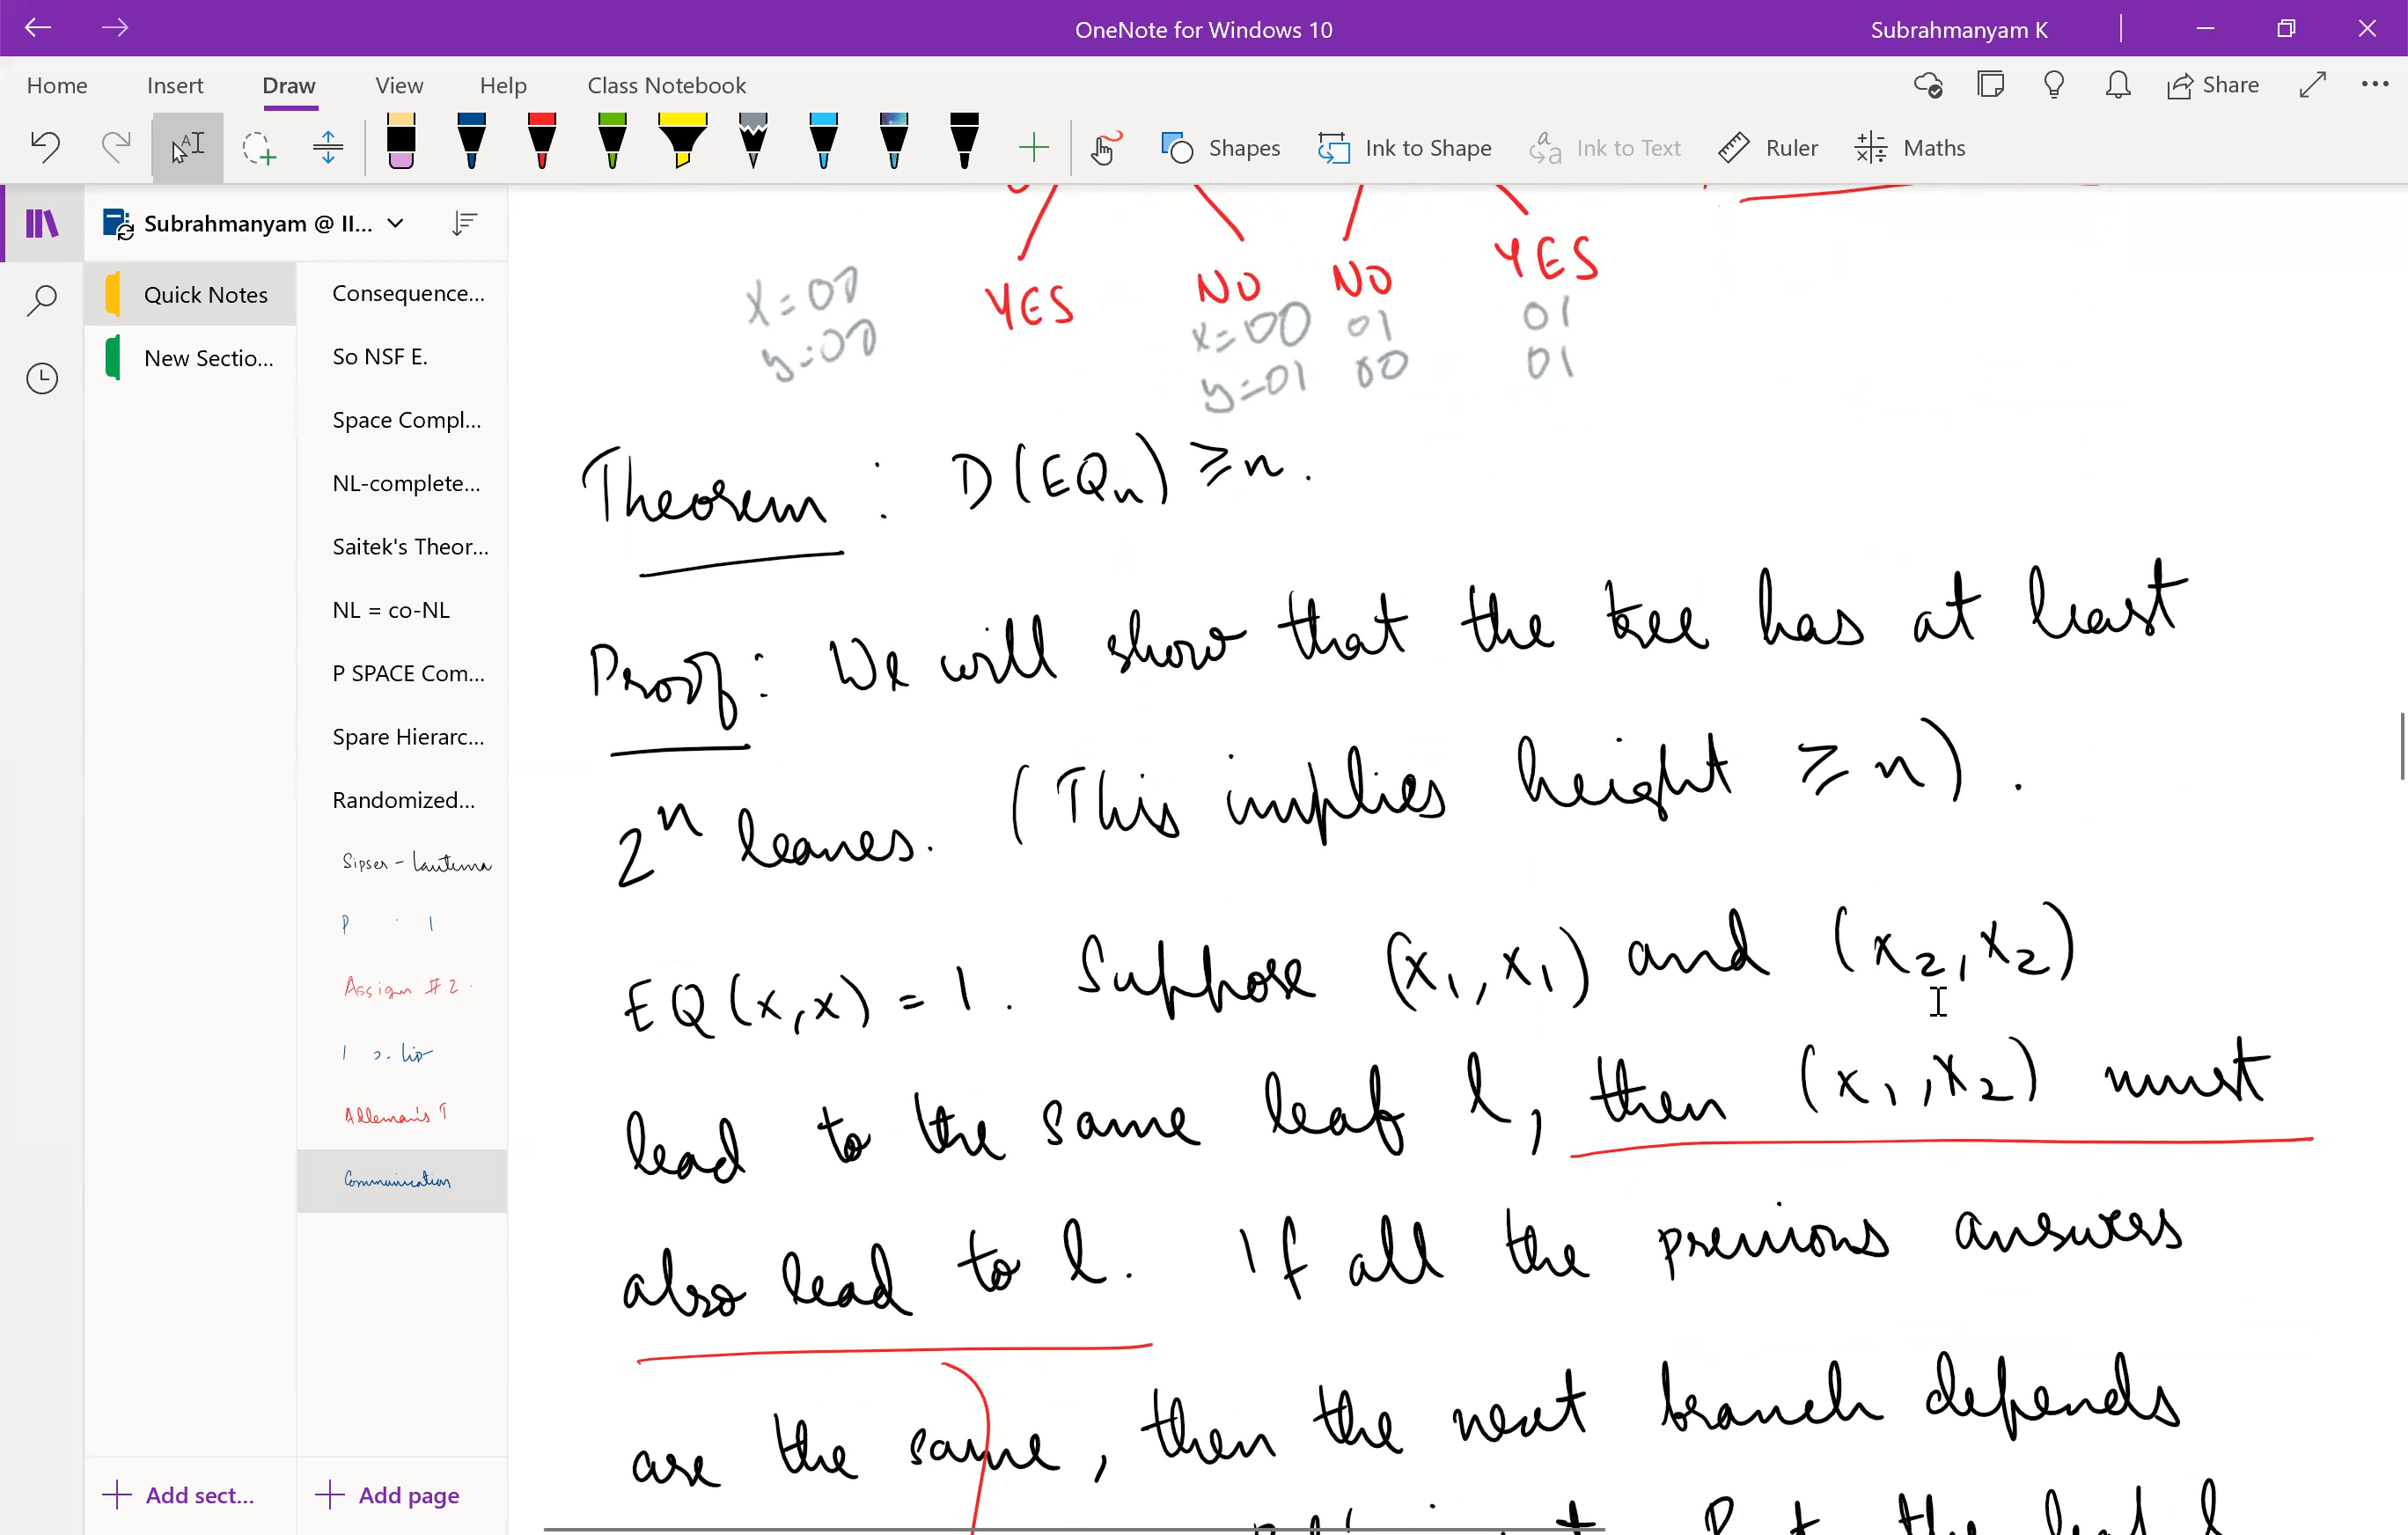 OneNote for Windows 10
Subrahmanyam K
Home Insert Draw View Help Class Notebook
Share
Shapes Ink to Shape Ink to Text Ruler Maths
Subrahmanyam @ II...
Quick Notes
New Sectio...
Consequence...
So NSF E.
Space Compl...
NL-complete...
Saitek's Theor...
NL = co-NL
P SPACE Com...
Spare Hierarc...
Randomized...
Sipser - Lautema
Assign #2
Adleman's T
Communication
Add sect...
Add page
YES NO NO YES
x=00 x=00 01 01
y=00 y=01 00 01
Theorem : D(EQₙ) ≥ n.
Proof : We will show that the tree has at least
2ⁿ leaves. (This implies height ≥ n).
EQ(x,x) = 1. Suppose (x₁, x₁) and (x₂, x₂)
lead to the same leaf l, then (x₁, x₂) must
also lead to l. If all the previous answers
are the same, then the next branch depends